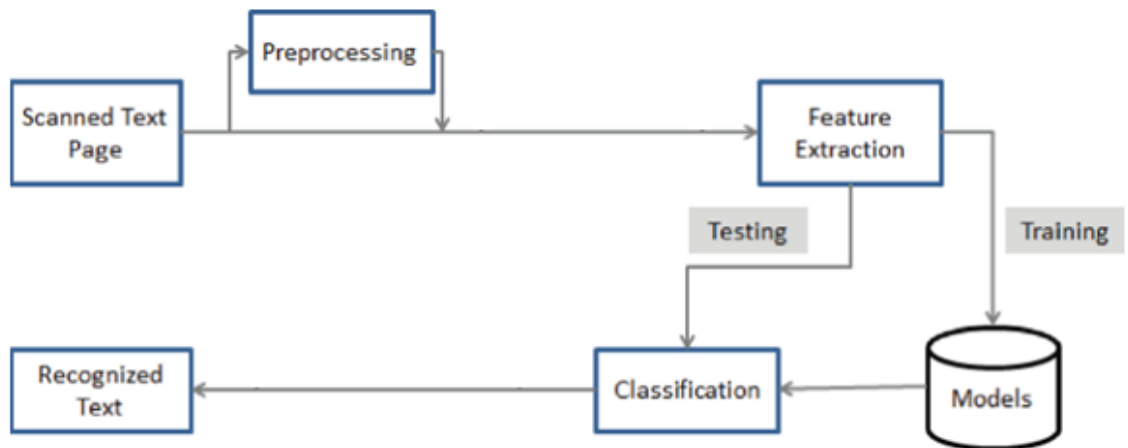 Preprocessing
Scanned Text
Page
Feature
Extraction
Testing
Training
Recognized
Text
Classification
Models